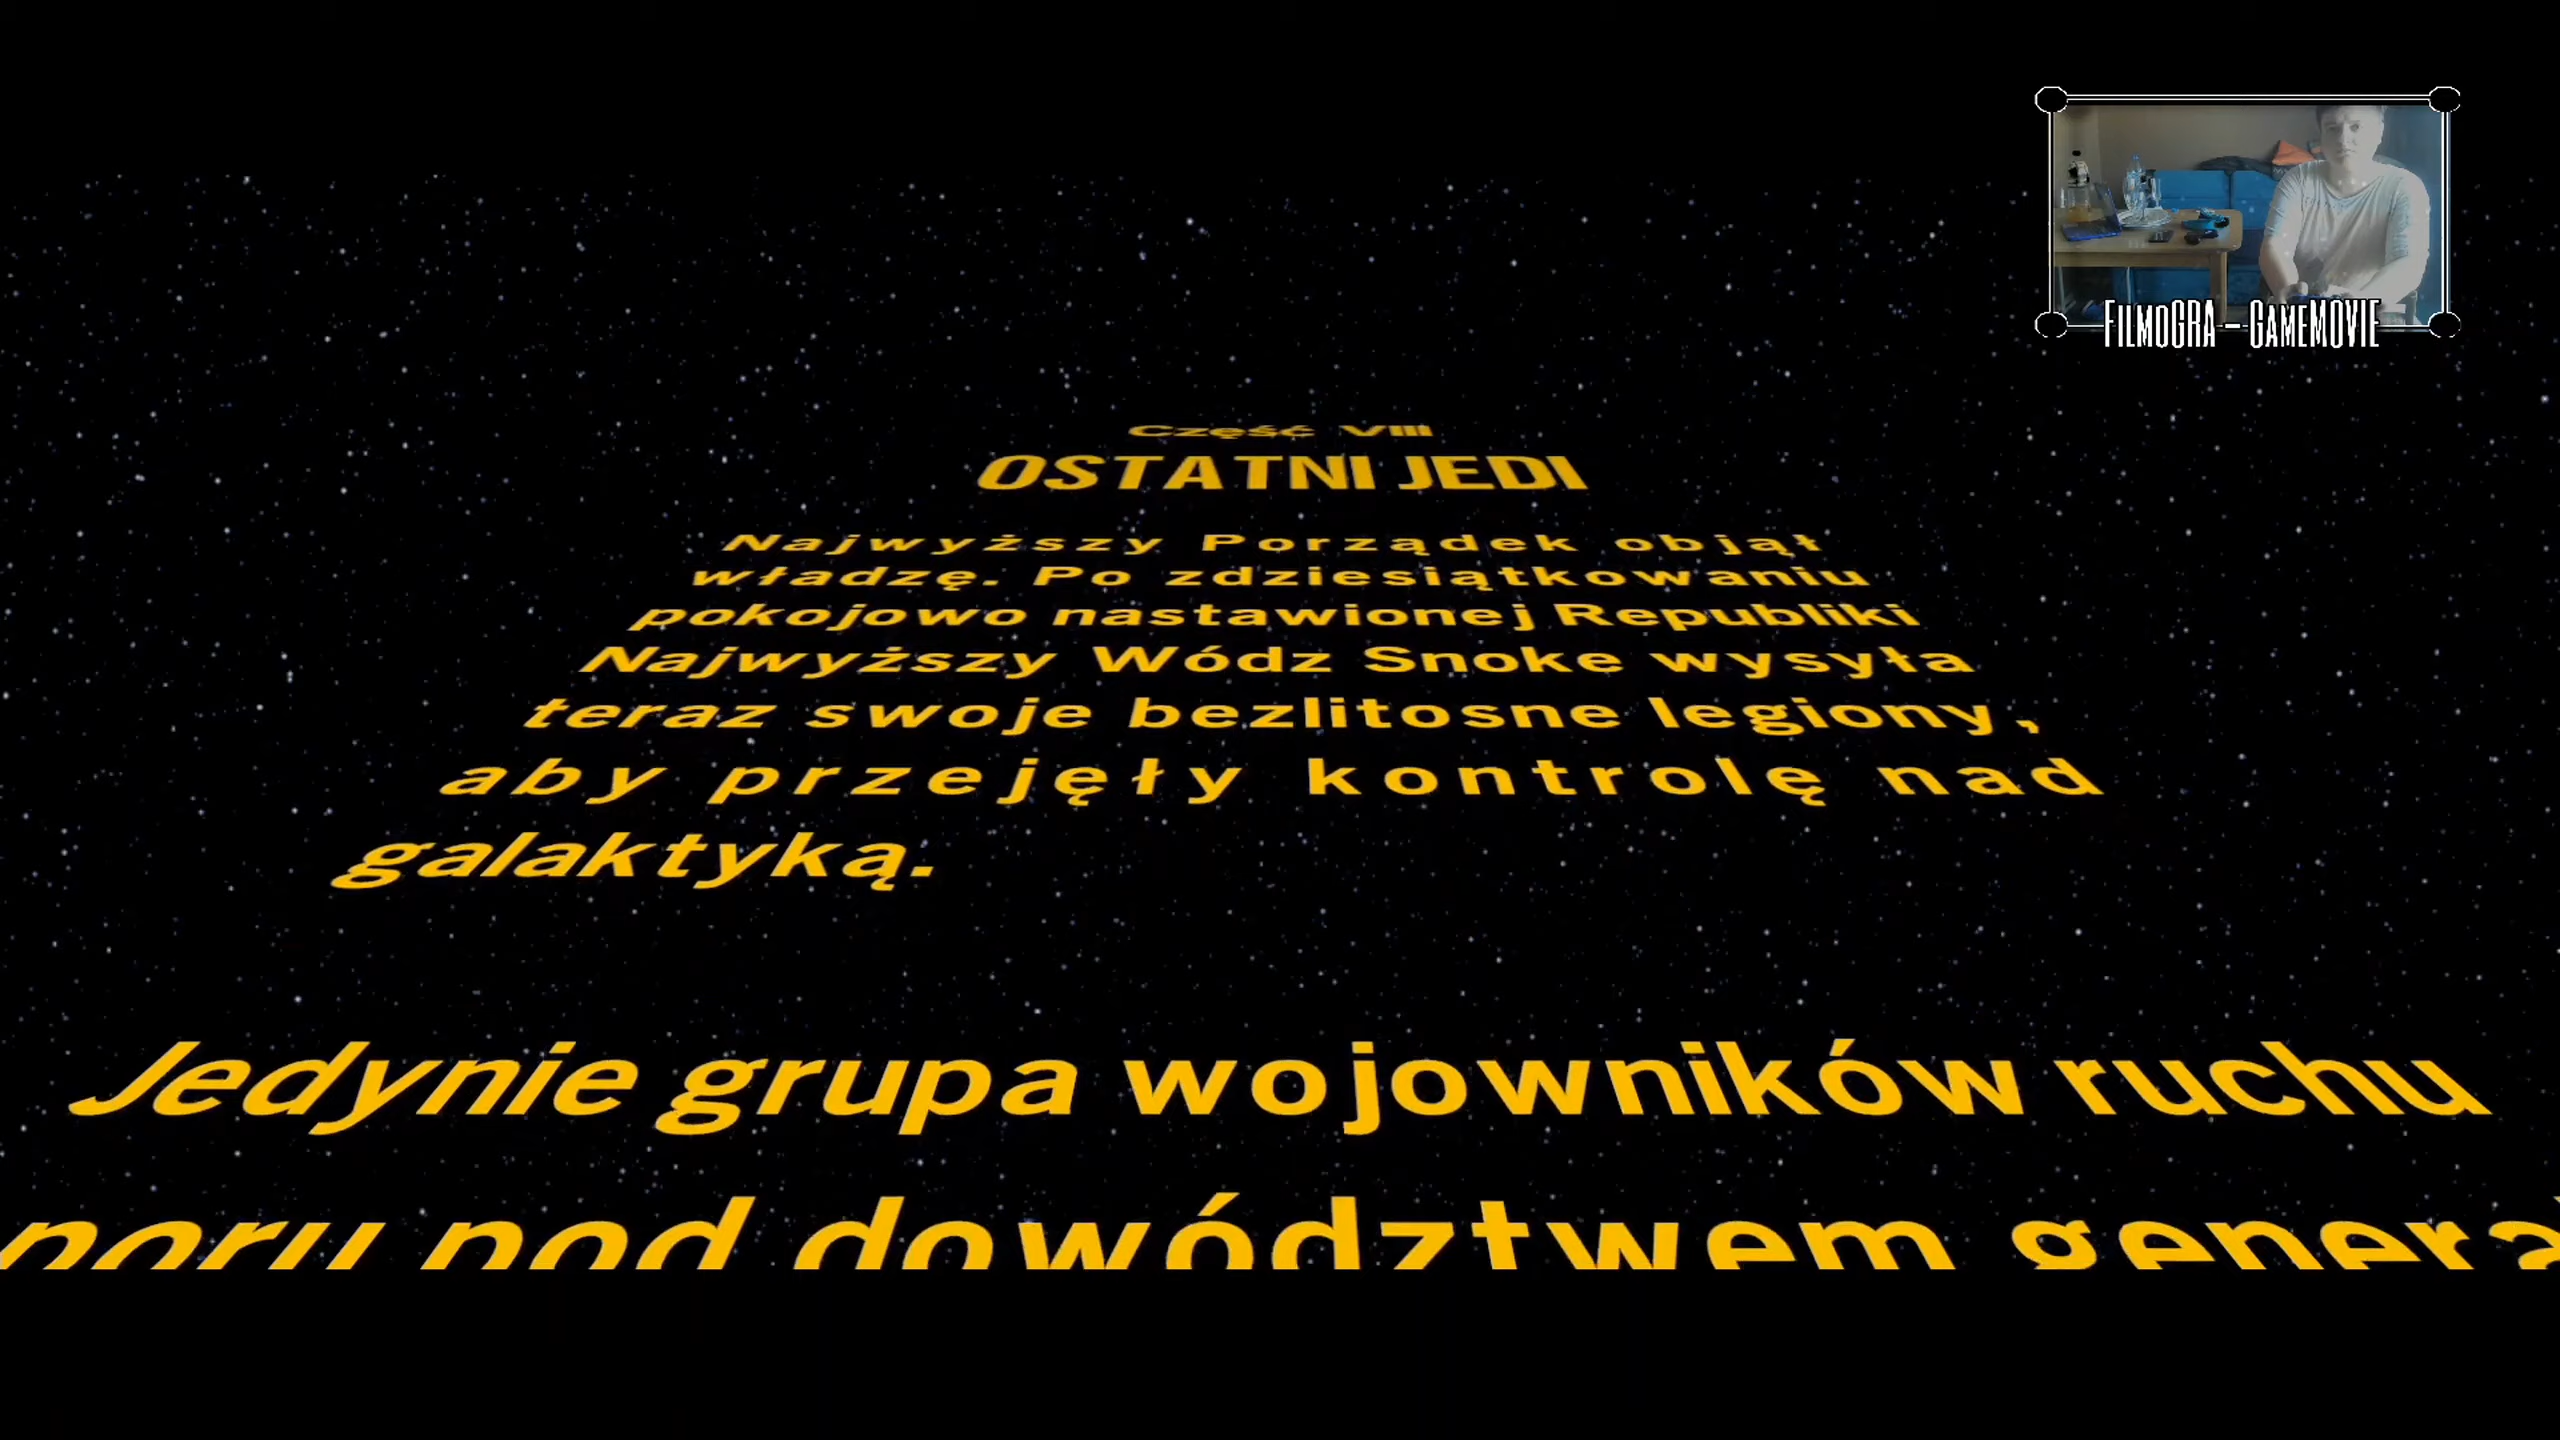 FILMOGRA - GAMEMOVIE
Część VIII
OSTATNI JEDI
Najwyższy Porządek objął
władzę. Po zdziesiątkowaniu
pokojowo nastawionej Republiki
Najwyższy Wódz Snoke wysyła
teraz swoje bezlitosne legiony,
aby przejęły kontrolę nad
galaktyką.
Jedynie grupa wojowników ruchu
pod dowództwem